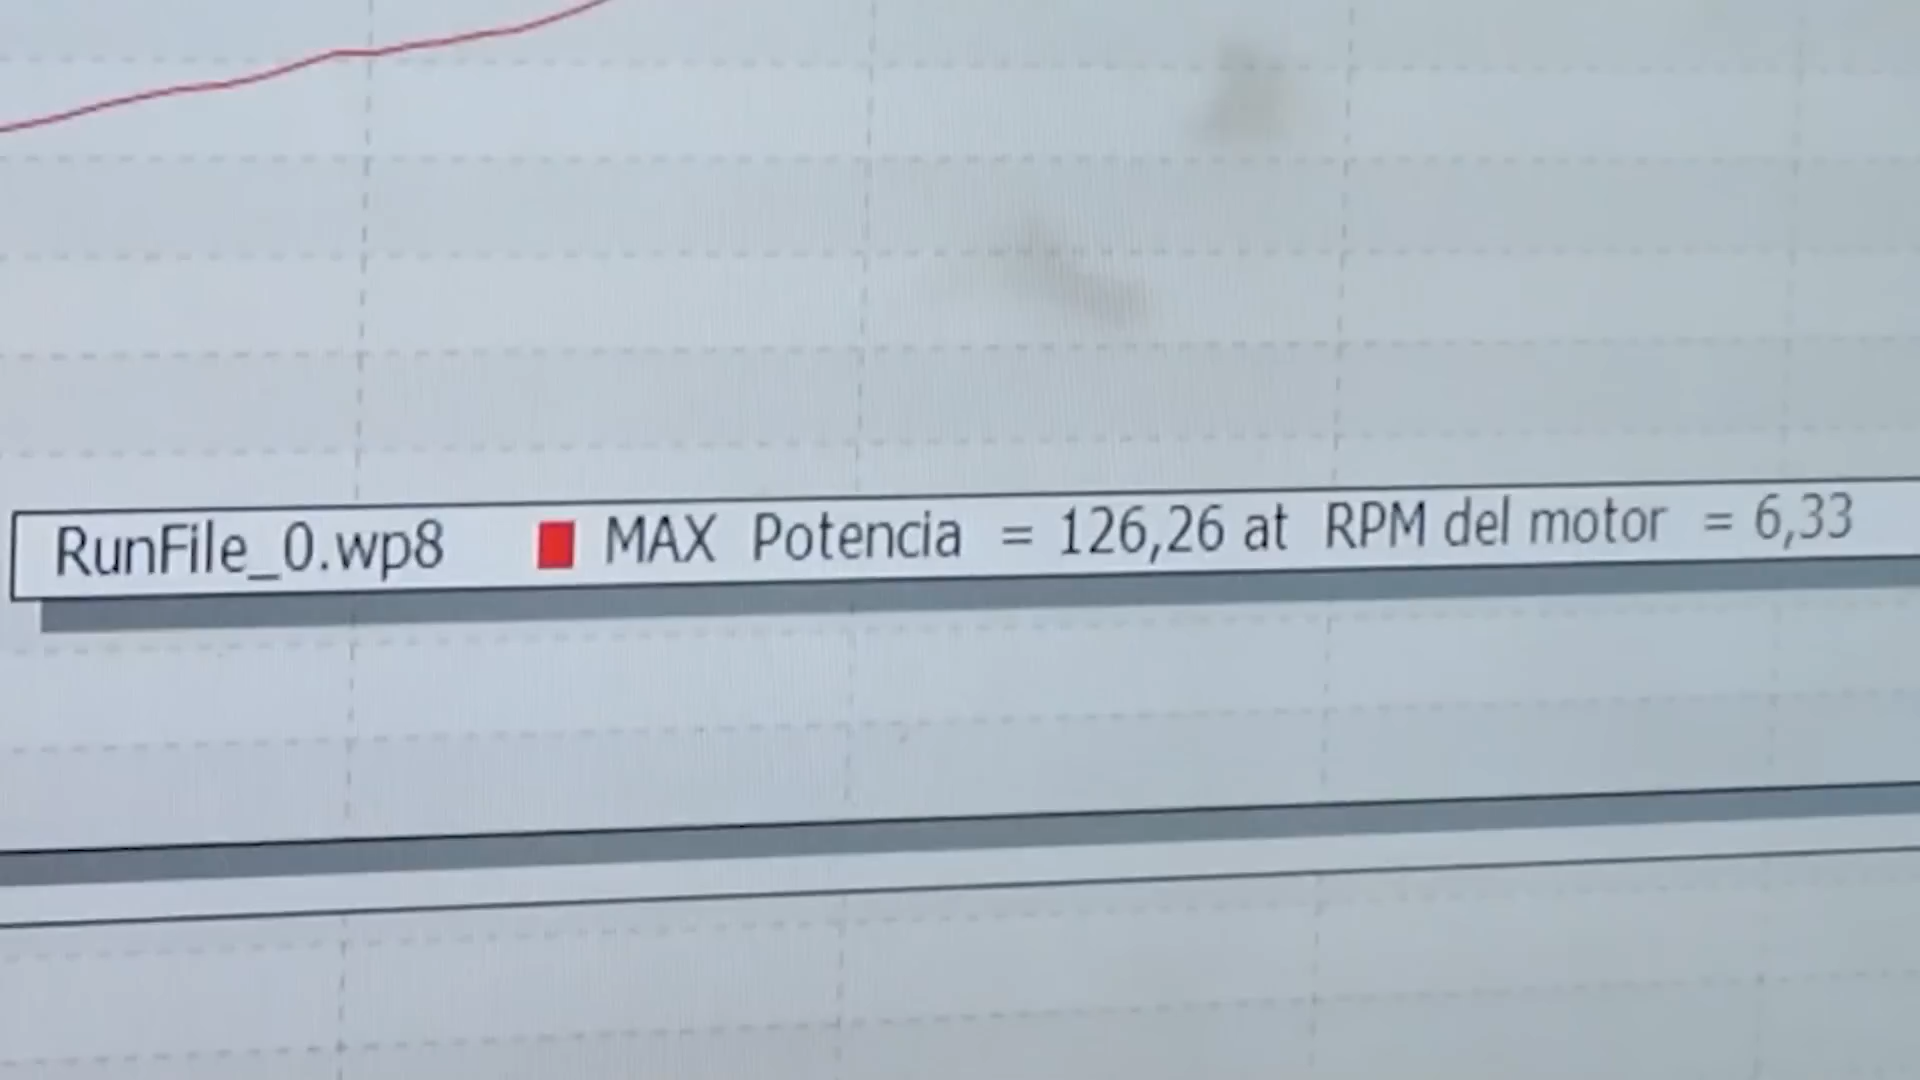 RunFile_0.wp8 MAX Potencia = 126,26 at RPM del motor = 6,33